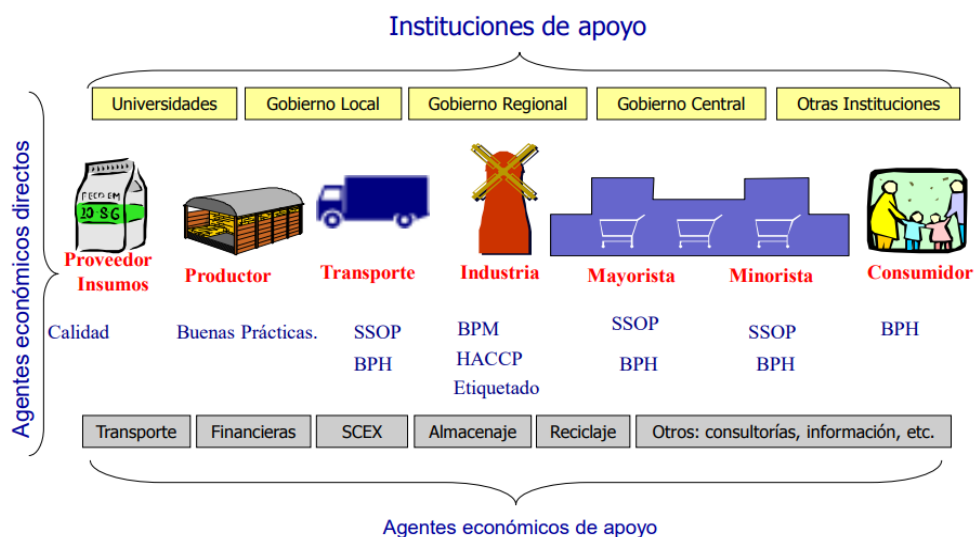 Instituciones de apoyo
Universidades
Gobierno Local
Gobierno Regional
Gobierno Central
Otras Instituciones
Agentes económicos directos
Proveedor
Insumos
Productor
Transporte
Industria
Mayorista
Minorista
Consumidor
Calidad
Buenas Prácticas.
SSOP
BPH
BPM
HACCP
Etiquetado
SSOP
BPH
SSOP
BPH
BPH
Transporte
Financieras
SCEX
Almacenaje
Reciclaje
Otros: consultorías, información, etc.
Agentes económicos de apoyo